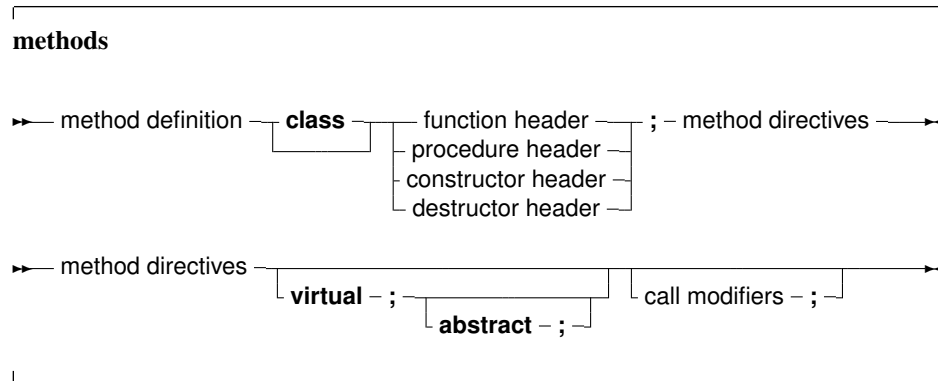 methods
method definition class function header ; method directives
procedure header
constructor header
destructor header
method directives
virtual ; call modifiers ;
abstract ;